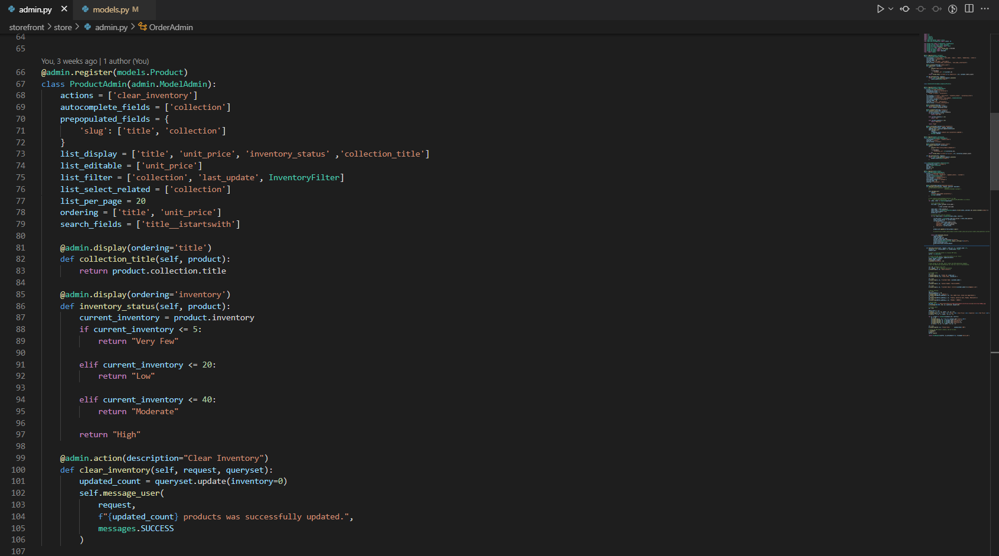 admin.py
models.py M
storefront > store > admin.py > OrderAdmin
64
65
You, 3 weeks ago | 1 author (You)
66 @admin.register(models.Product)
67 class ProductAdmin(admin.ModelAdmin):
68     actions = ['clear_inventory']
69     autocomplete_fields = ['collection']
70     prepopulated_fields = {
71         'slug': ['title', 'collection']
72     }
73     list_display = ['title', 'unit_price', 'inventory_status' ,'collection_title']
74     list_editable = ['unit_price']
75     list_filter = ['collection', 'last_update', InventoryFilter]
76     list_select_related = ['collection']
77     list_per_page = 20
78     ordering = ['title', 'unit_price']
79     search_fields = ['title__istartswith']
80
81     @admin.display(ordering='title')
82     def collection_title(self, product):
83         return product.collection.title
84
85     @admin.display(ordering='inventory')
86     def inventory_status(self, product):
87         current_inventory = product.inventory
88         if current_inventory <= 5:
89             return "Very Few"
90
91         elif current_inventory <= 20:
92             return "Low"
93
94         elif current_inventory <= 40:
95             return "Moderate"
96
97         return "High"
98
99     @admin.action(description="Clear Inventory")
100     def clear_inventory(self, request, queryset):
101         updated_count = queryset.update(inventory=0)
102         self.message_user(
103             request,
104             f"{updated_count} products was successfully updated.",
105             messages.SUCCESS
106         )
107